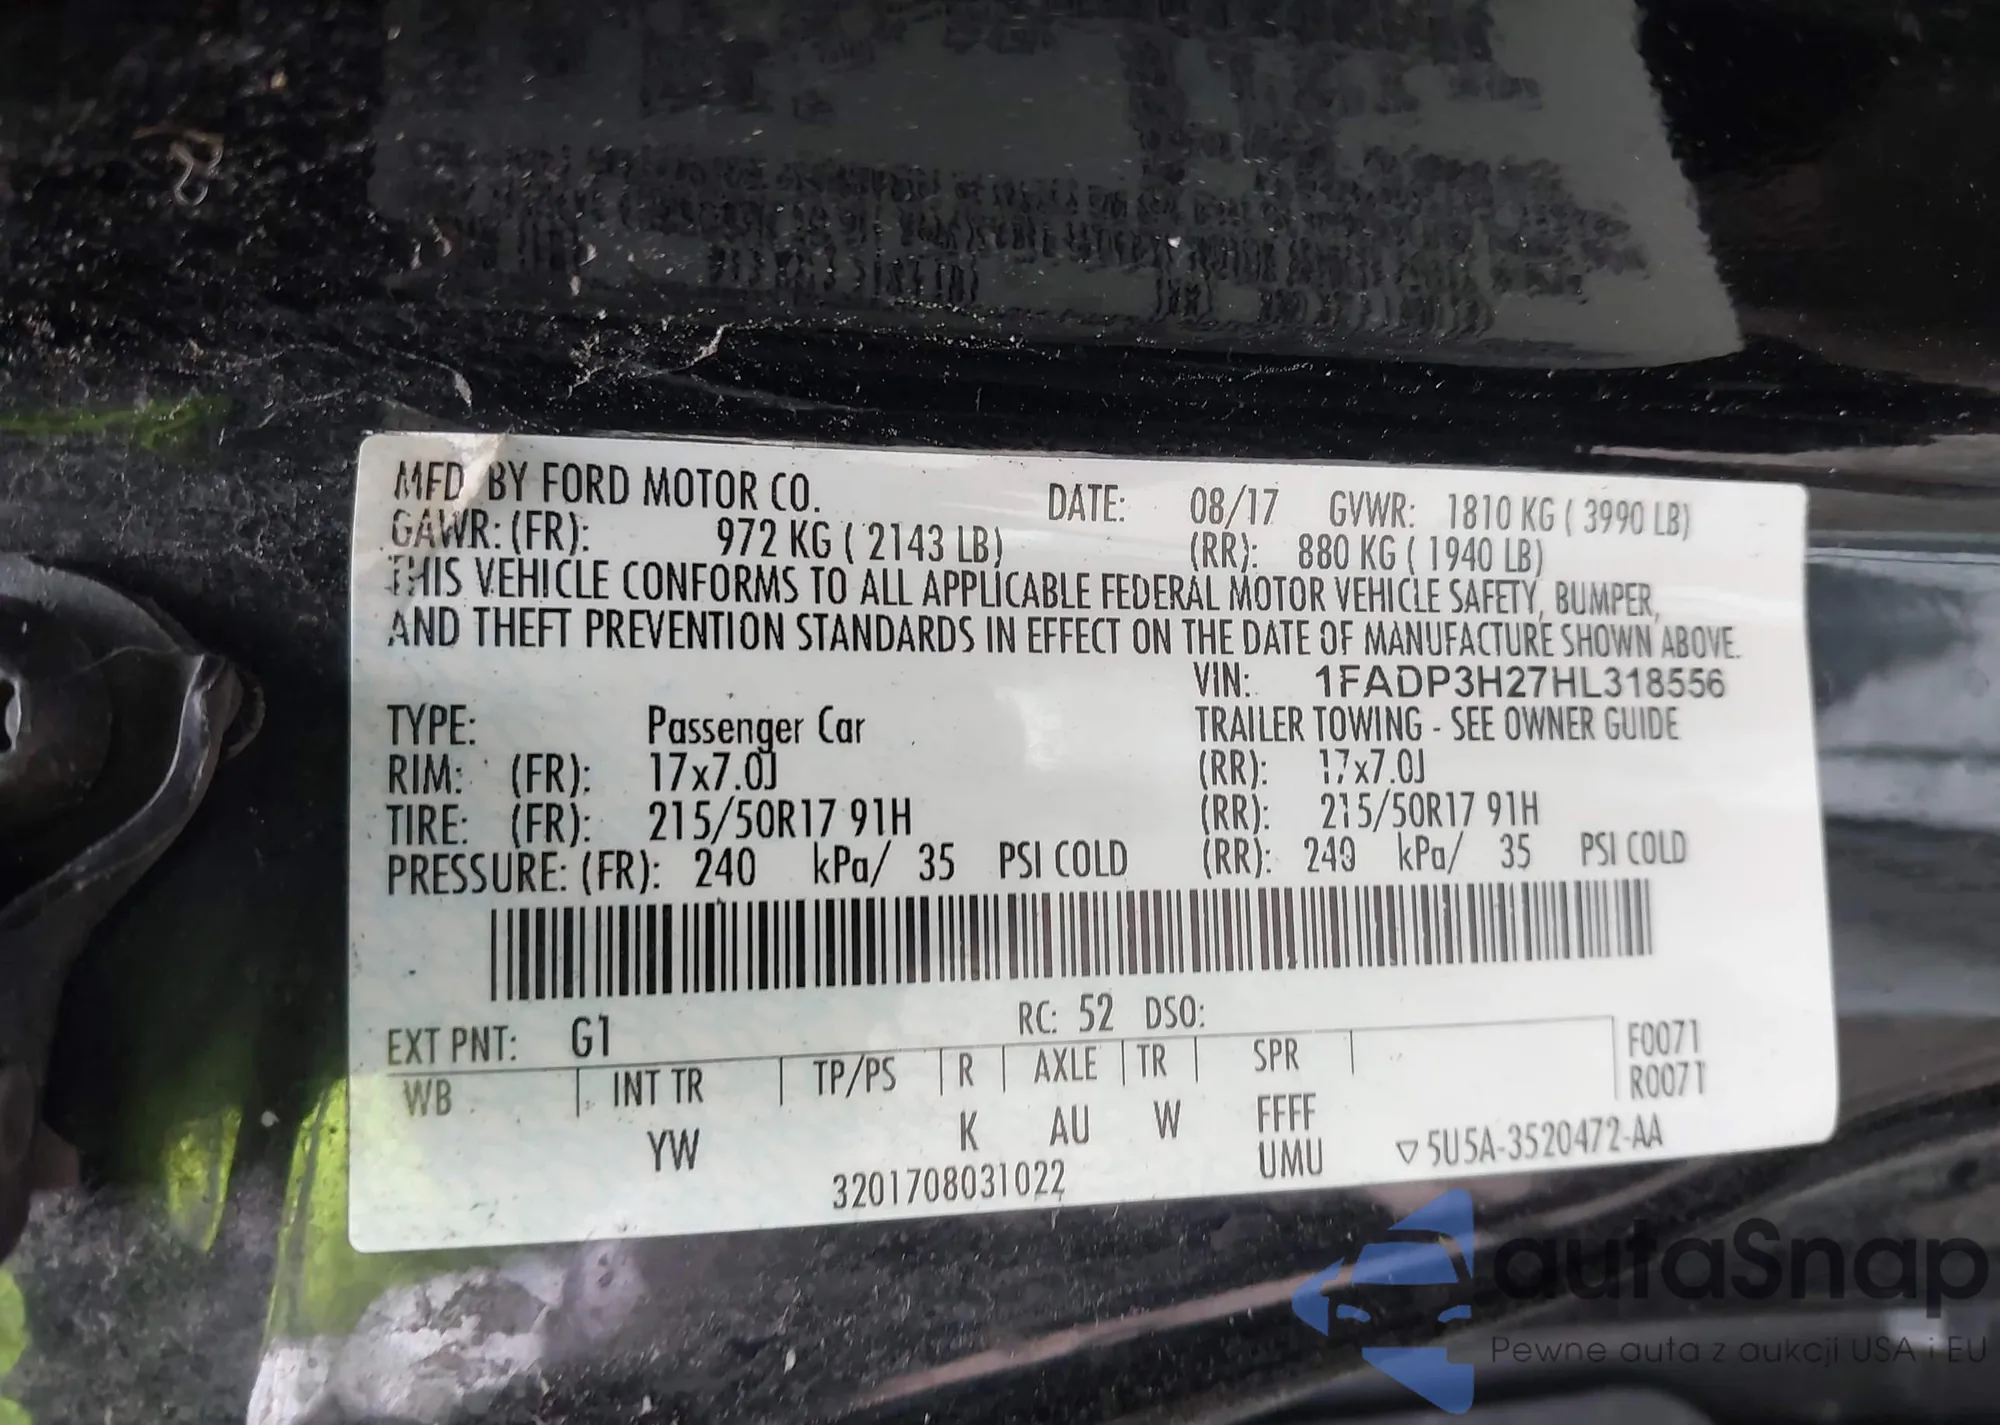 MFD BY FORD MOTOR CO. DATE: 08/17 GVWR: 1810 KG ( 3990 LB)
GAWR: (FR): 972 KG ( 2143 LB) (RR): 880 KG ( 1940 LB)
THIS VEHICLE CONFORMS TO ALL APPLICABLE FEDERAL MOTOR VEHICLE SAFETY, BUMPER,
AND THEFT PREVENTION STANDARDS IN EFFECT ON THE DATE OF MANUFACTURE SHOWN ABOVE.
VIN: 1FADP3H27HL318556
TYPE: Passenger Car TRAILER TOWING - SEE OWNER GUIDE
RIM: (FR): 17x7.0J (RR): 17x7.0J
TIRE: (FR): 215/50R17 91H (RR): 215/50R17 91H
PRESSURE: (FR): 240 kPa/ 35 PSI COLD (RR): 240 kPa/ 35 PSI COLD
EXT PNT: G1 RC: 52 DSO:
WB INT TR TP/PS R AXLE TR SPR F0071
R0071
YW K AU W FFFF
UMU
3201708031022 ▽5U5A-3520472-AA
autaSnap
Pewne auta z aukcji USA i EU